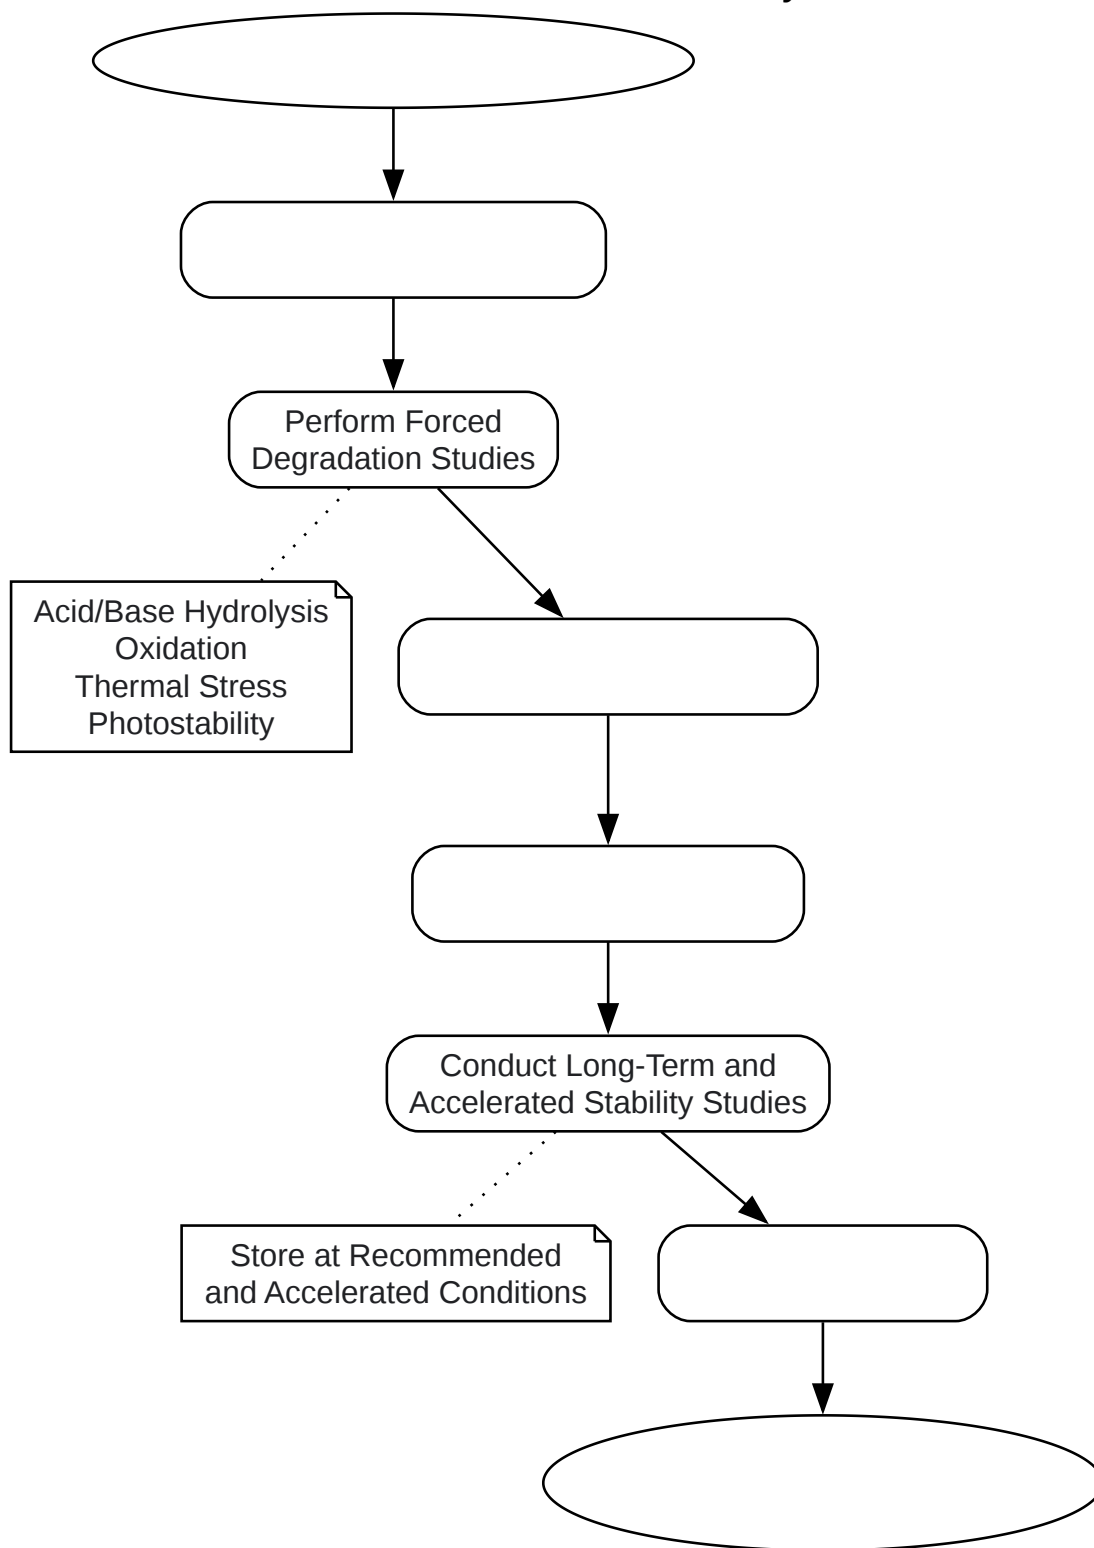 Perform Forced
Degradation Studies
Acid/Base Hydrolysis
Oxidation
Thermal Stress
Photostability
Conduct Long-Term and
Accelerated Stability Studies
Store at Recommended
and Accelerated Conditions